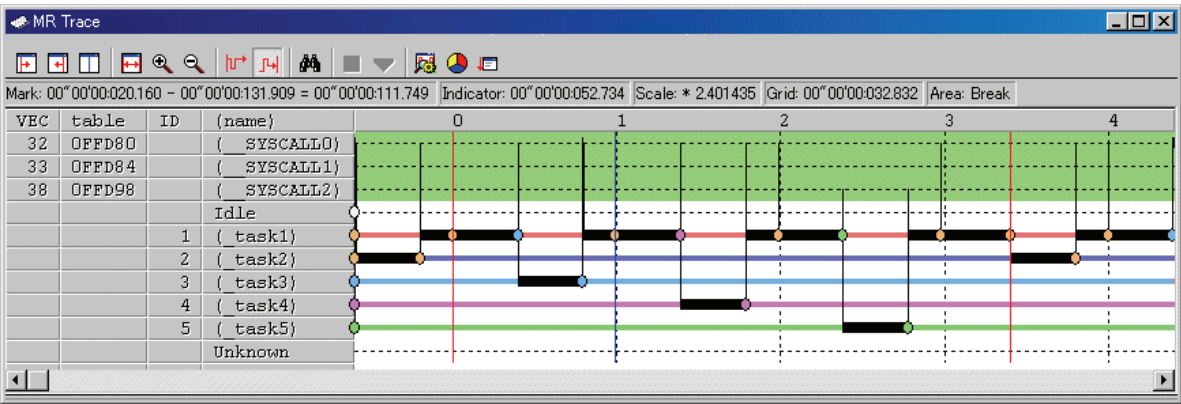 MR Trace
Mark: 00"00'00:020.160 - 00"00'00:131.909 = 00"00'00:111.749 Indicator: 00"00'00:052.734 Scale: * 2.401435 Grid: 00"00'00:032.832 Area: Break
VEC table ID (name) 0 1 2 3 4
32 0FFD80 (__SYSCALL0)
33 0FFD84 (__SYSCALL1)
38 0FFD98 (__SYSCALL2)
Idle
1 (_task1)
2 (_task2)
3 (_task3)
4 (_task4)
5 (_task5)
Unknown